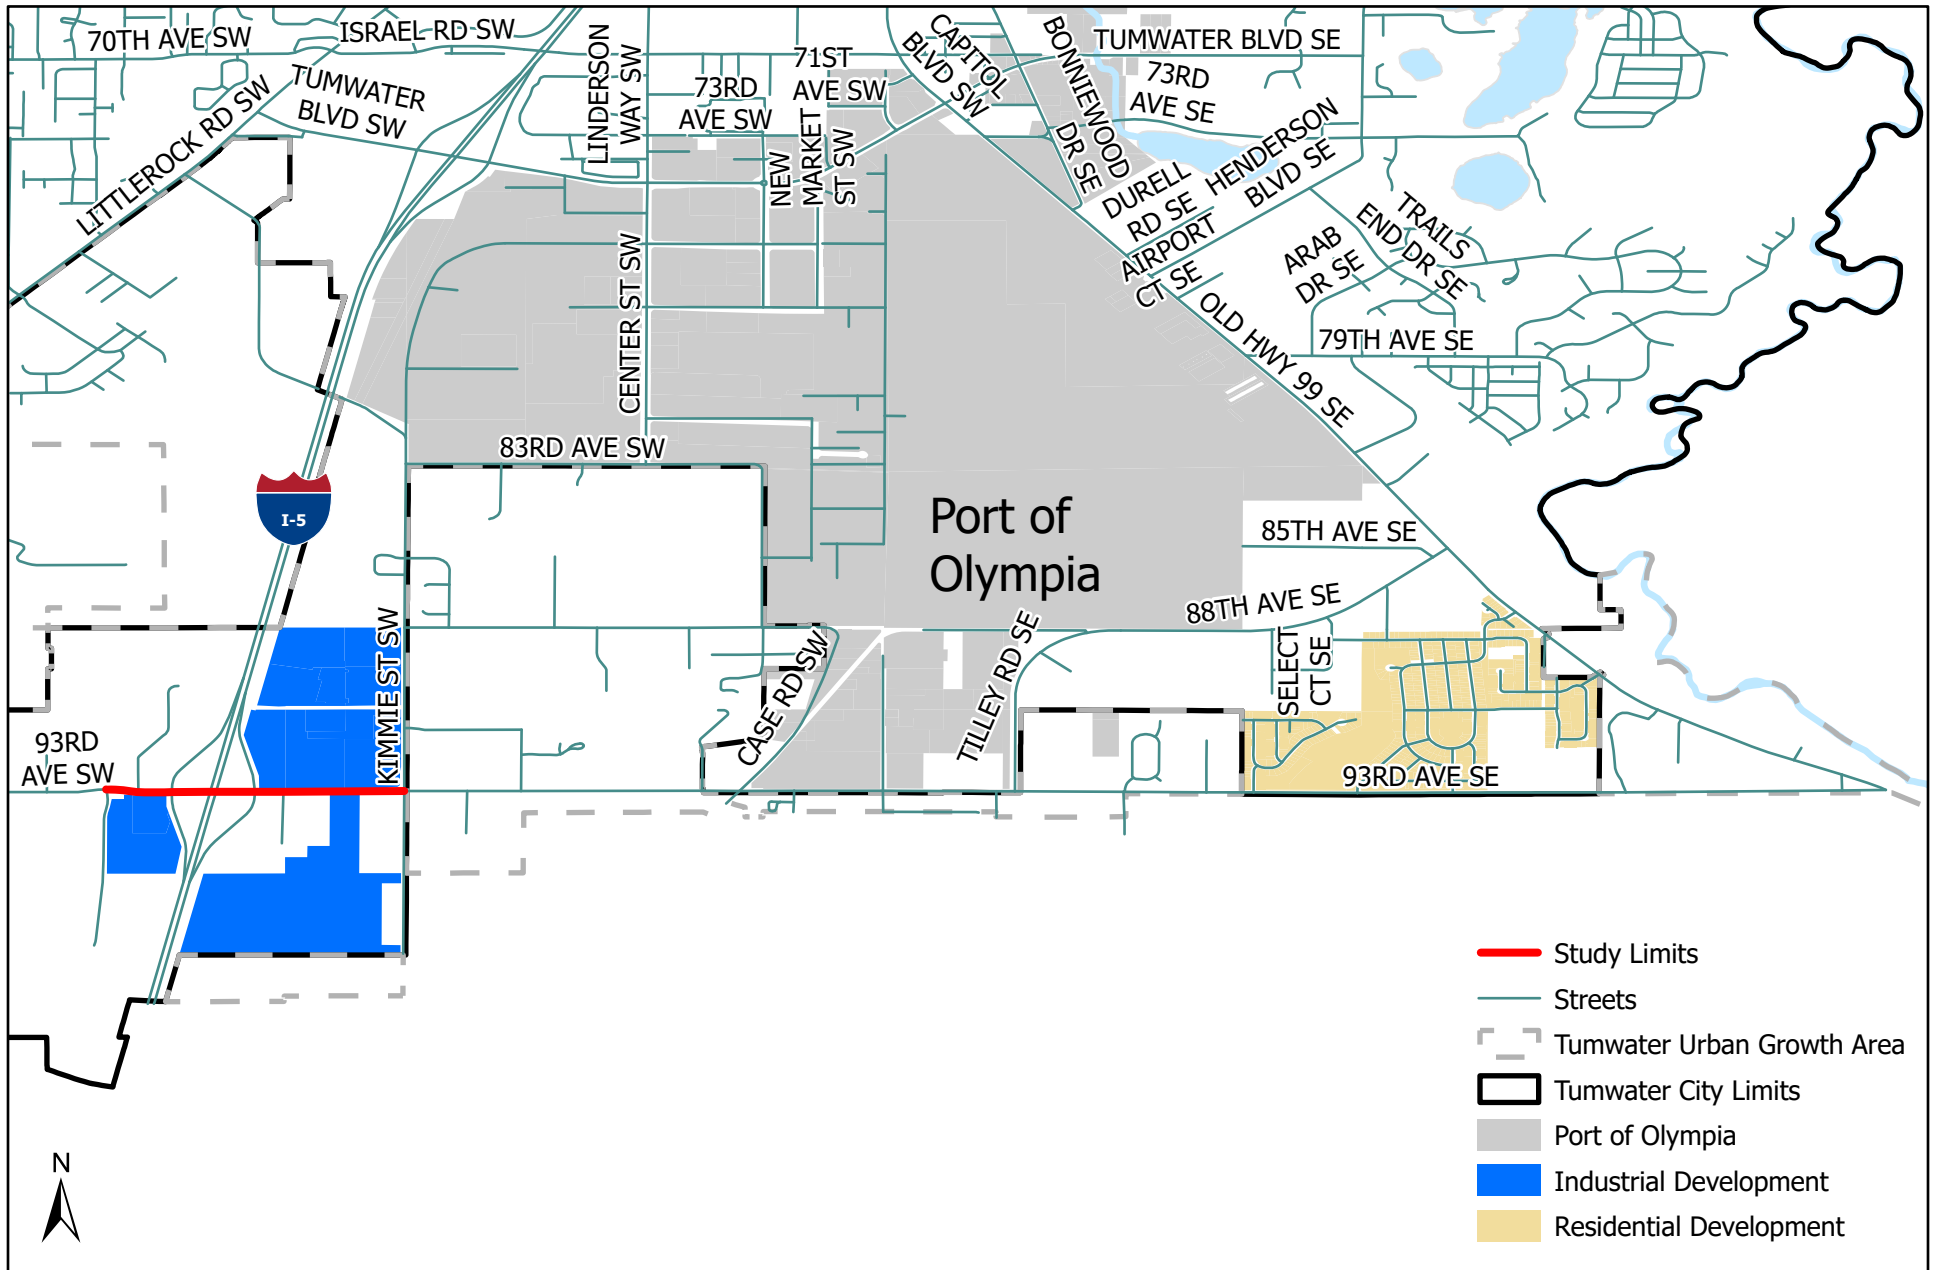 70TH AVE SW
ISRAEL RD SW
LINDERSON
WAY SW
71ST
AVE SW
CAPITOL
BLVD SW
BONNIEWOOD
DR SE
TUMWATER BLVD SE
73RD
AVE SE
TUMWATER
BLVD SW
73RD
AVE SW
LITTLEROCK RD SW
NEW
MARKET
ST SW
HENDERSON
BLVD SE
DURELL
RD SE
AIRPORT
CT SE
TRAILS
END DR SE
ARAB
DR SE
CENTER ST SW
OLD HWY 99 SE
79TH AVE SE
83RD AVE SW
I-5
Port of
Olympia
85TH AVE SE
88TH AVE SE
KIMMIE ST SW
CASE RD SW
TILLEY RD SE
SELECT
CT SE
93RD
AVE SW
93RD AVE SE
Study Limits
Streets
Tumwater Urban Growth Area
Tumwater City Limits
Port of Olympia
Industrial Development
Residential Development
N